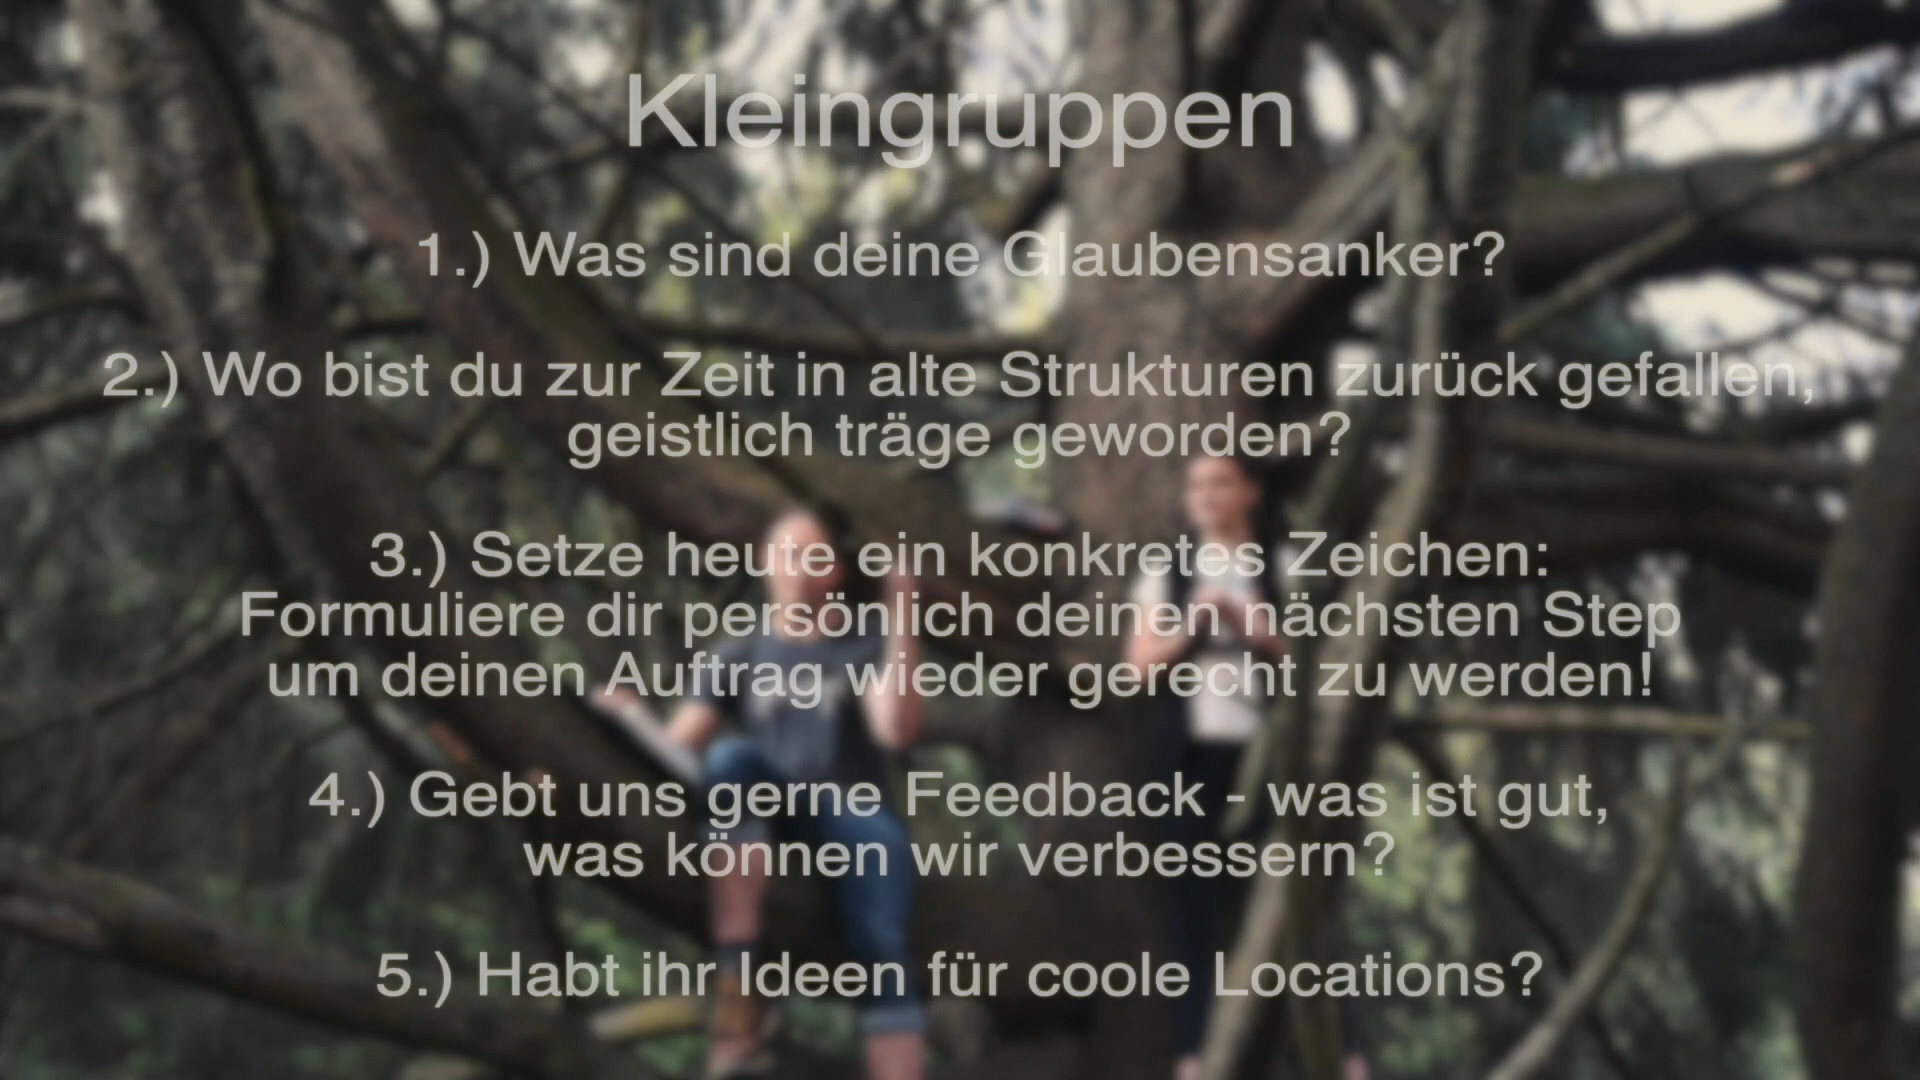 Kleingruppen
1.) Was sind deine Glaubensanker?
2.) Wo bist du zur Zeit in alte Strukturen zurück gefallen,
geistlich träge geworden?
3.) Setze heute ein konkretes Zeichen:
Formuliere dir persönlich deinen nächsten Step
um deinen Auftrag wieder gerecht zu werden!
4.) Gebt uns gerne Feedback - was ist gut,
was können wir verbessern?
5.) Habt ihr Ideen für coole Locations?